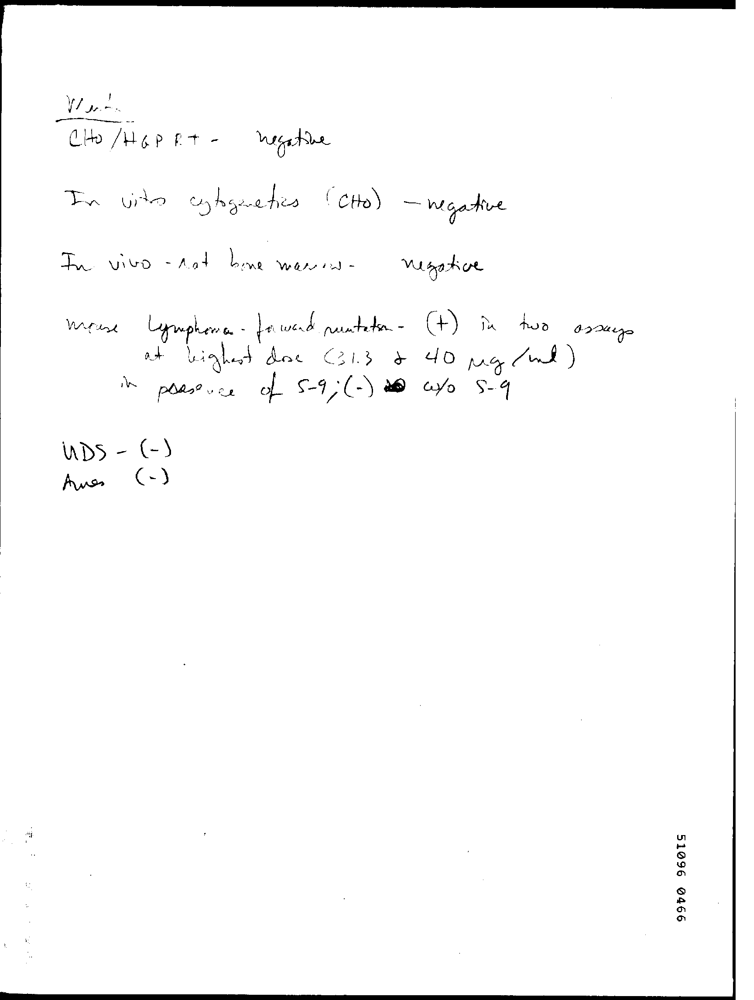 CHO/HGPRT - negative
In vitro cytogenetics (CHO) - negative
In vivo - rat bone marrow - negative
mouse lymphoma - forward mutation - (+) in two assays
at highest dose (31.3 & 40 µg/ml)
in presence of S-9; (-) w/o S-9
UDS - (-)
Ames (-)
51096 0466